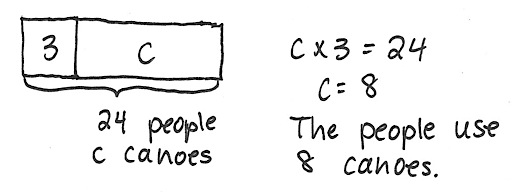 3 C
24 people
c canoes
C x 3 = 24
C = 8
The people use
8 canoes.